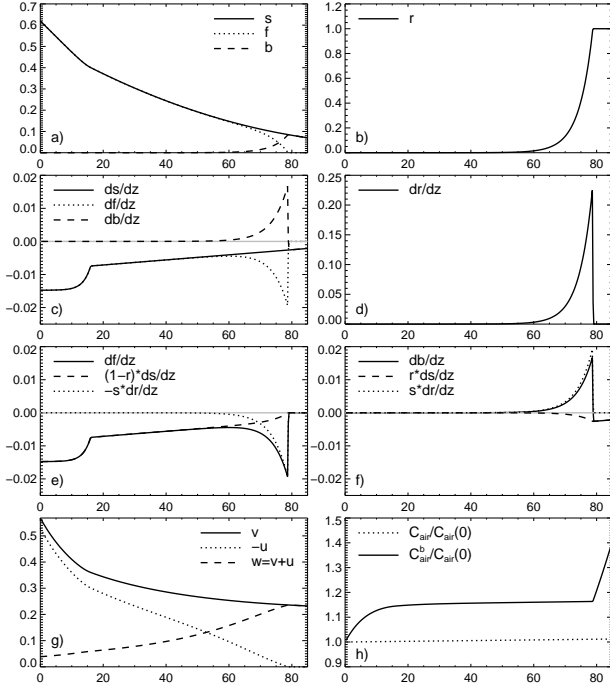 0.7
0.6
0.5
0.4
0.3
0.2
0.1
0.0
s
f
b
a)
0 20 40 60 80
1.0
0.8
0.6
0.4
0.2
0.0
r
b)
0 20 40 60 80
0.02
0.01
0.00
−0.01
−0.02
ds/dz
df/dz
db/dz
c)
0 20 40 60 80
0.20
0.15
0.10
0.05
0.00
dr/dz
d)
0 20 40 60 80
0.02
0.01
0.00
−0.01
−0.02
df/dz
(1−r)*ds/dz
−s*dr/dz
e)
0 20 40 60 80
0.02
0.01
0.00
−0.01
−0.02
db/dz
r*ds/dz
s*dr/dz
f)
0 20 40 60 80
0.5
0.4
0.3
0.2
0.1
0.0
v
−u
w=v+u
g)
0 20 40 60 80
1.5
1.4
1.3
1.2
1.1
1.0
0.9
C_air/C_air(0)
C^b_air/C_air(0)
h)
0 20 40 60 80